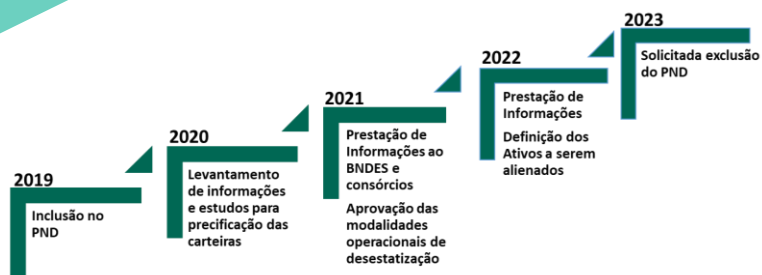 2019
Inclusão no
PND
2020
Levantamento
de informações
e estudos para
precificação das
carteiras
2021
Prestação de
Informações ao
BNDES e
consórcios
Aprovação das
modalidades
operacionais de
desestatização
2022
Prestação de
Informações
Definição dos
Ativos a serem
alienados
2023
Solicitada exclusão
do PND